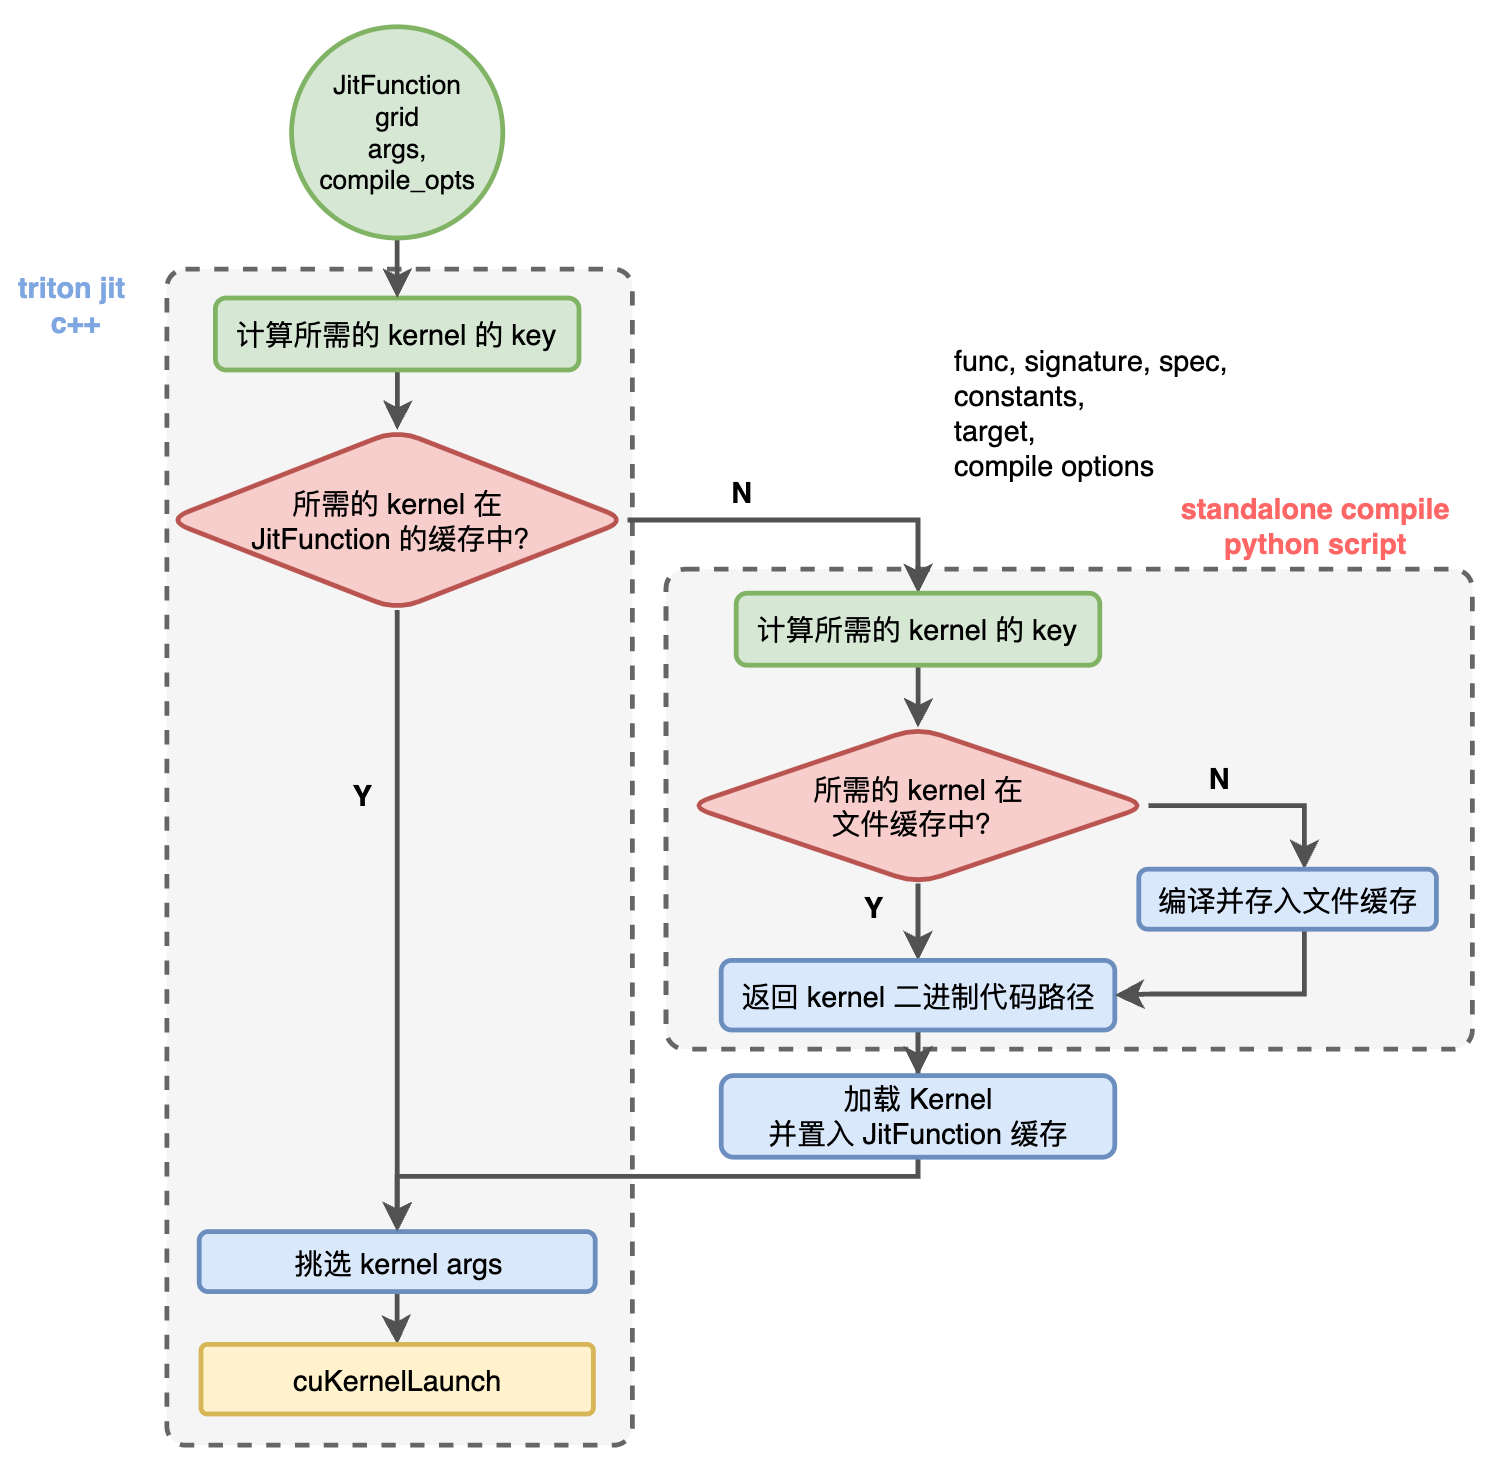 JitFunction
grid
args,
compile_opts
triton jit
c++
计算所需的 kernel 的 key
所需的 kernel 在
JitFunction 的缓存中?
N
func, signature, spec,
constants,
target,
compile options
standalone compile
python script
计算所需的 kernel 的 key
所需的 kernel 在
文件缓存中?
N
Y
编译并存入文件缓存
Y
返回 kernel 二进制代码路径
加载 Kernel
并置入 JitFunction 缓存
挑选 kernel args
cuKernelLaunch